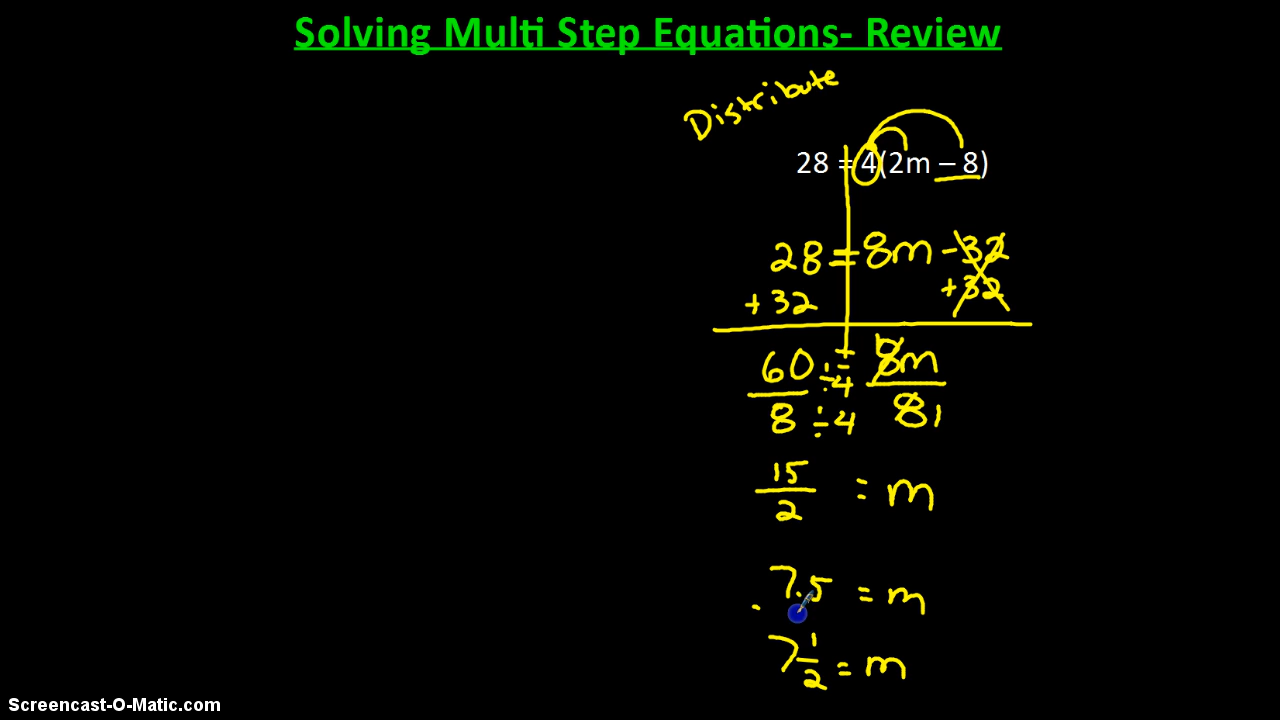 Solving Multi Step Equations- Review
Distribute
28 = 4(2m – 8)
28 = 8m - 32
+ 32 + 32
60 ÷ 4 = 8m
8 ÷ 4 8 1
15
2 = m
7.5 = m
7 1/2 = m
Screencast-O-Matic.com